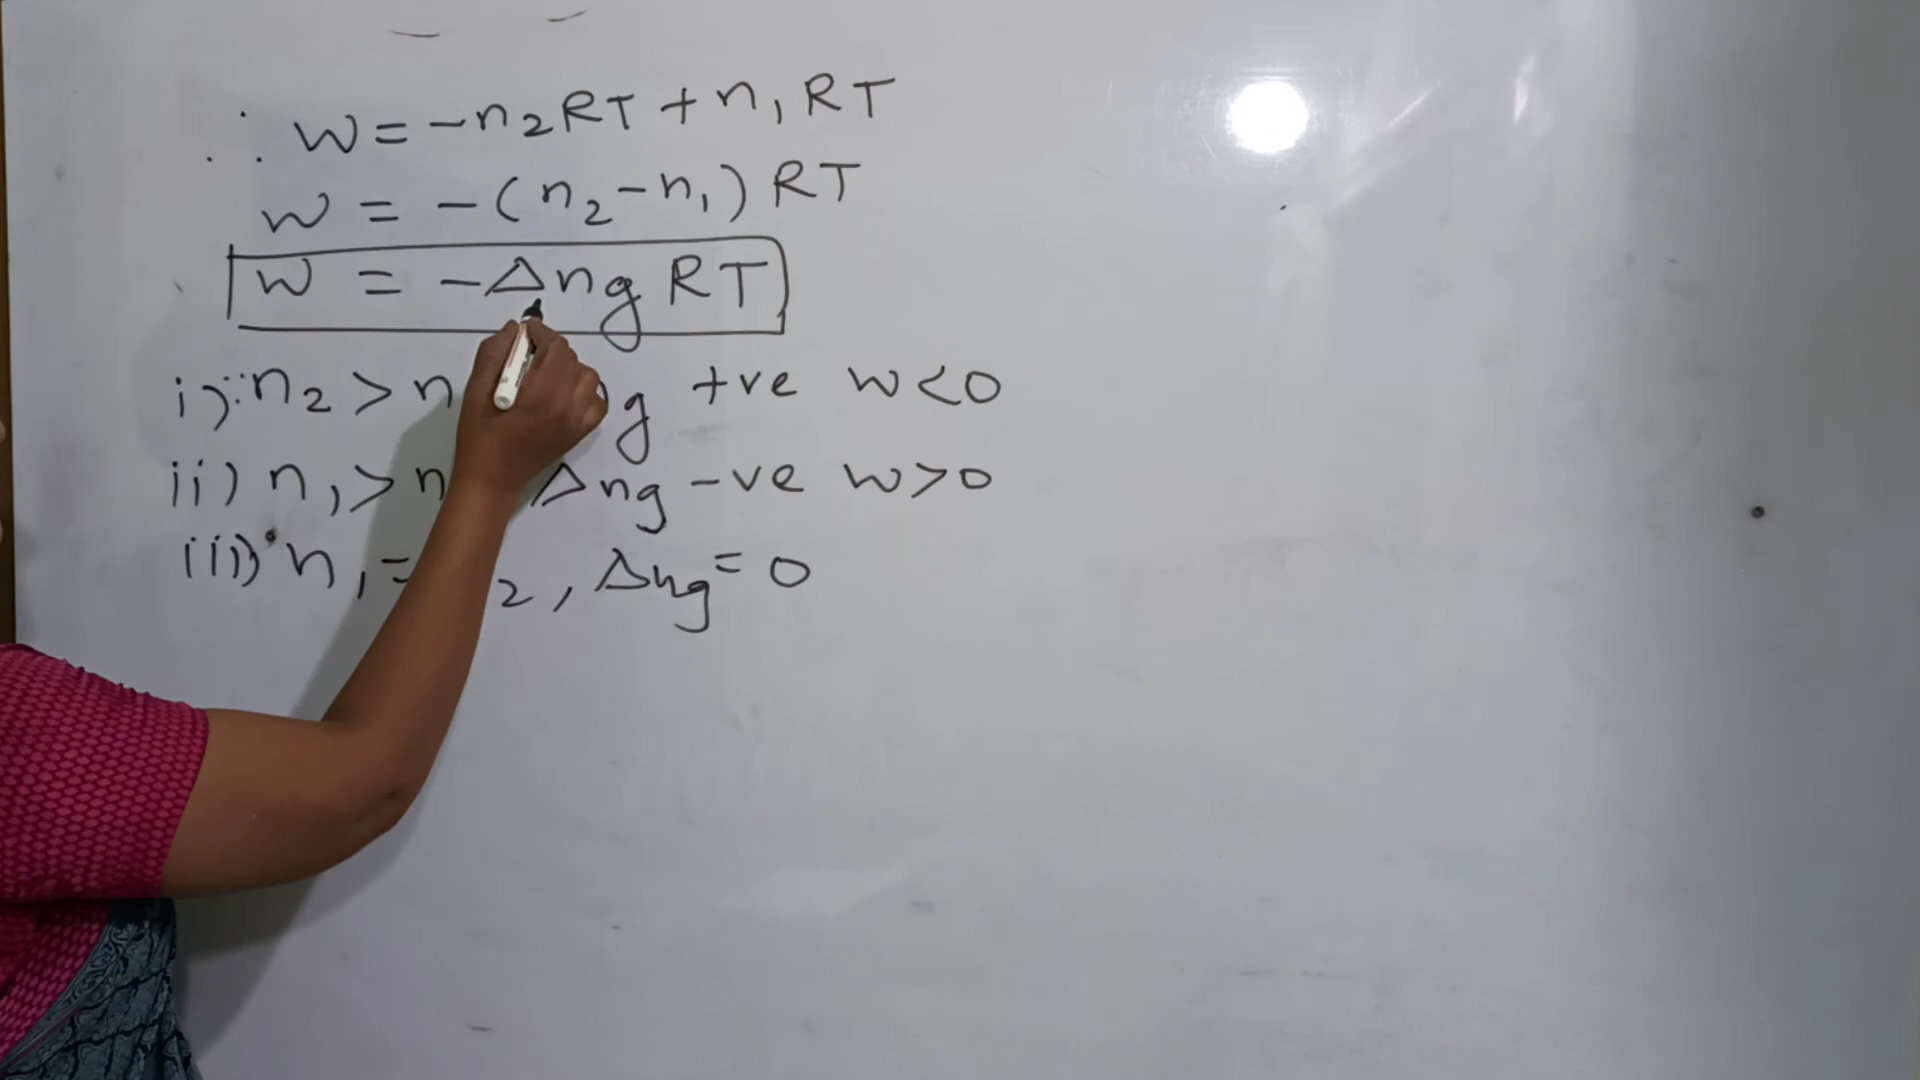 ∴ W = -n₂RT + n₁RT
W = -(n₂-n₁) RT
W = -Δng RT
i) n₂ > n g +ve W<0
ii) n₁ > n Δng -ve W>0
iii) n₁ = ₂, Δng = 0